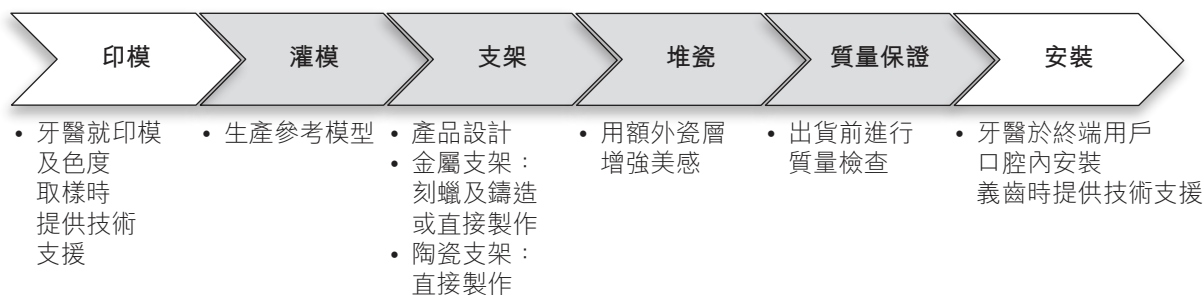 印模
灌模
支架
堆瓷
質量保證
安裝
• 牙醫就印模
及色度
取樣時
提供技術
支援
• 生產參考模型
• 產品設計
• 金屬支架：
刻蠟及鑄造
或直接製作
• 陶瓷支架：
直接製作
• 用額外瓷層
增強美感
• 出貨前進行
質量檢查
• 牙醫於終端用戶
口腔內安裝
義齒時提供技術支援